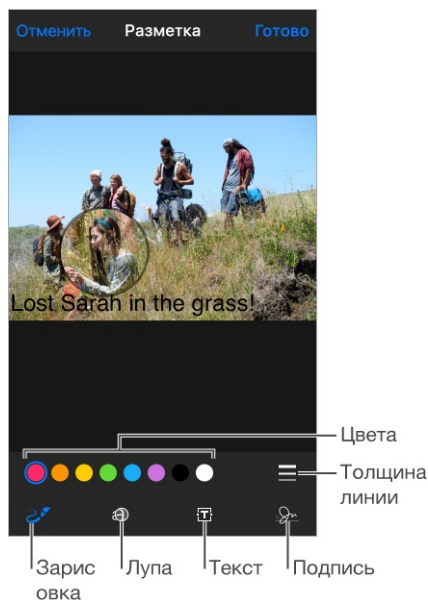 Отменить Разметка Готово
Lost Sarah in the grass!
Цвета
Толщина
линии
Зарис
овка
Лупа
Текст
Подпись